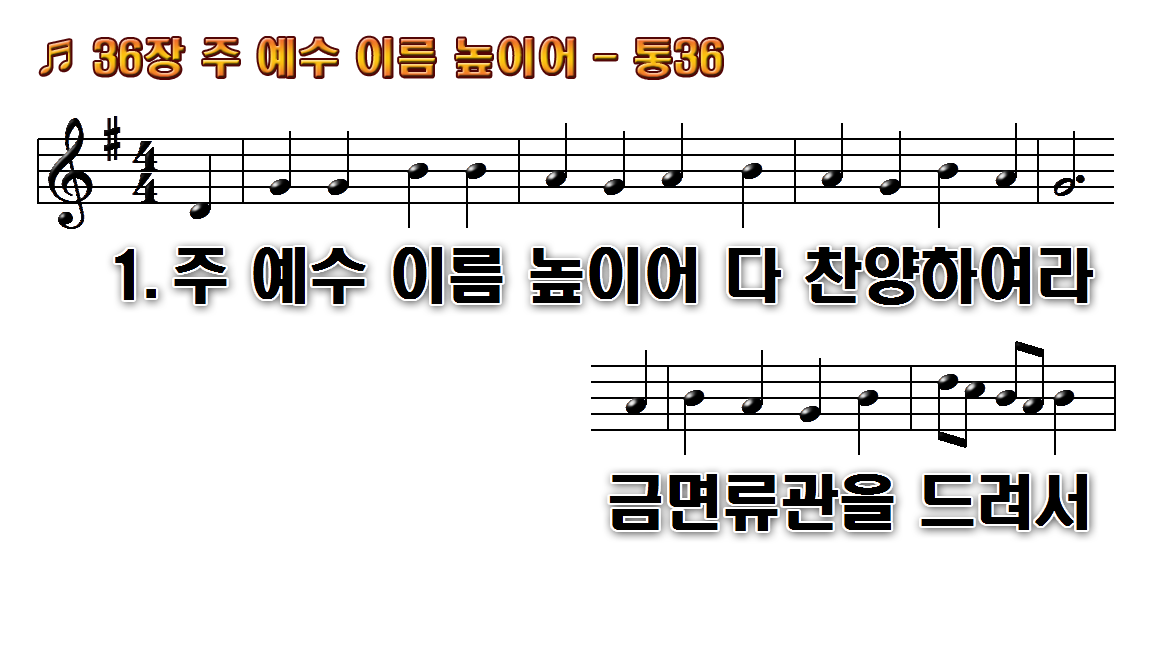 ♬ 36장 주 예수 이름 높이어 - 통36
1. 주 예수 이름 높이어 다 찬양하여라
금면류관을 드려서